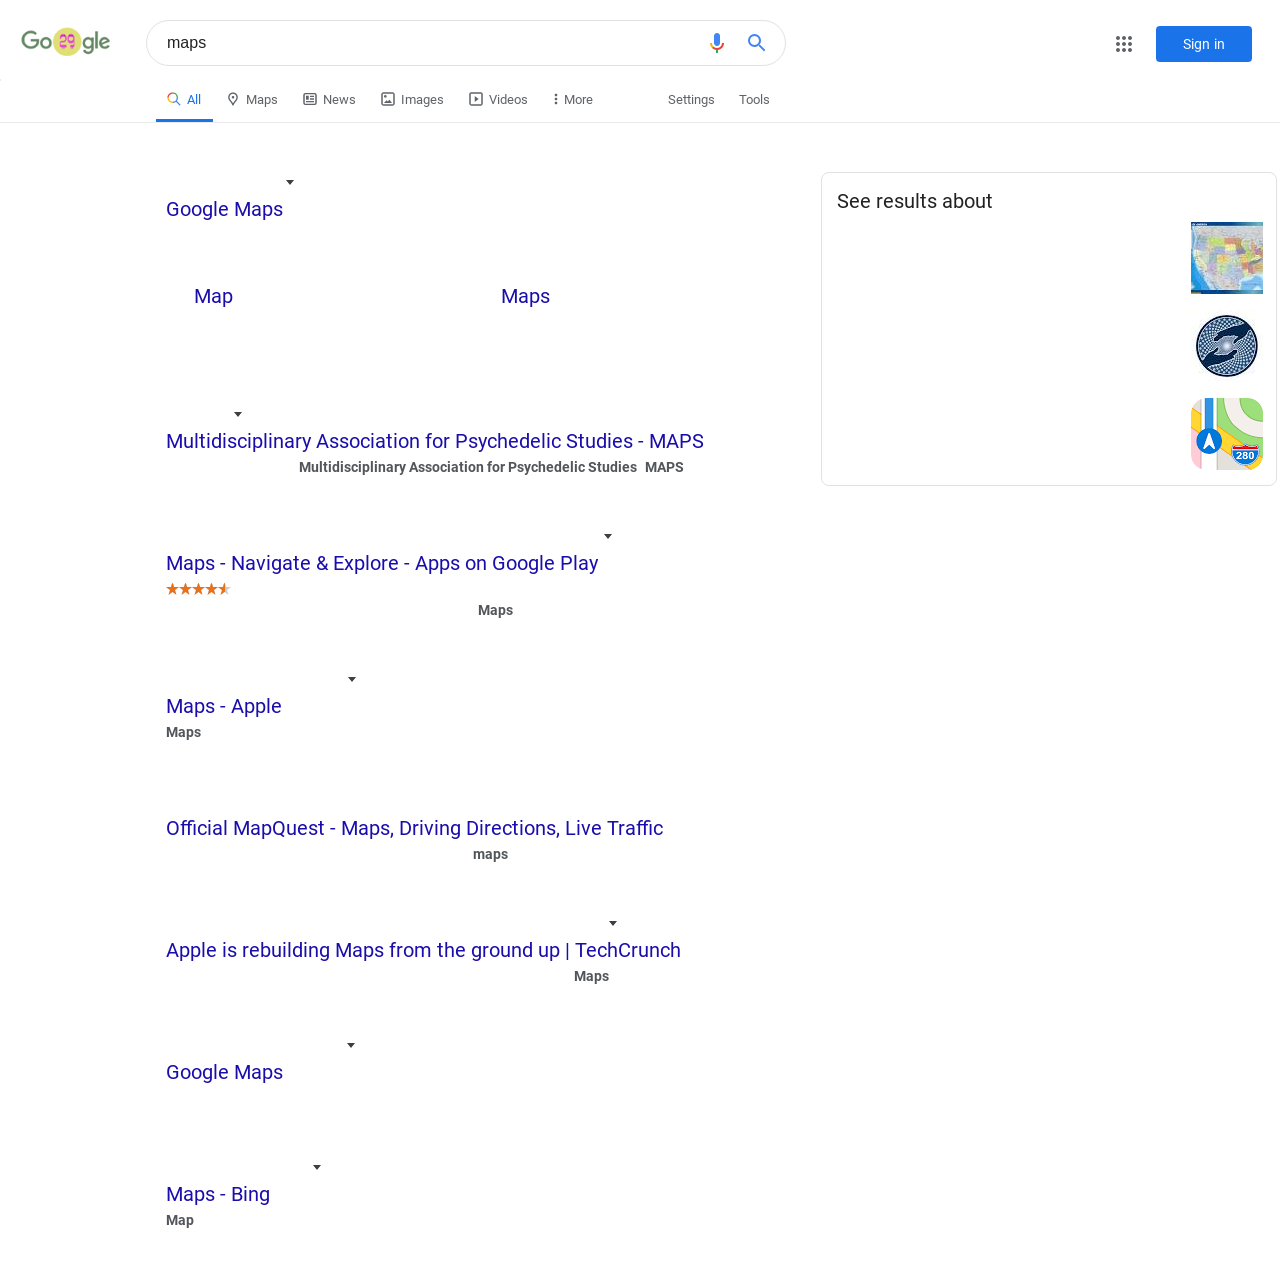 Google
maps
Sign in
All Maps News Images Videos More Settings Tools
See results about
Google Maps
Map Maps
280
Multidisciplinary Association for Psychedelic Studies - MAPS
Multidisciplinary Association for Psychedelic Studies MAPS
Maps - Navigate & Explore - Apps on Google Play
Maps
Maps - Apple
Maps
Official MapQuest - Maps, Driving Directions, Live Traffic
maps
Apple is rebuilding Maps from the ground up | TechCrunch
Maps
Google Maps
Maps - Bing
Map